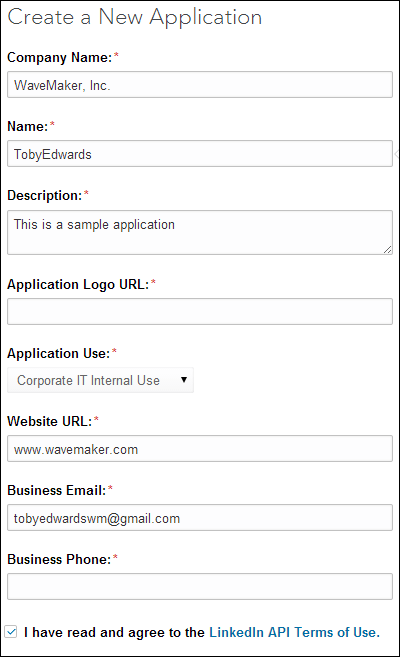 Create a New Application
Company Name:*
WaveMaker, Inc.
Name:*
TobyEdwards
Description:*
This is a sample application
Application Logo URL:*
Application Use:*
Corporate IT Internal Use
Website URL:*
www.wavemaker.com
Business Email:*
tobyedwardswm@gmail.com
Business Phone:*
I have read and agree to the LinkedIn API Terms of Use.